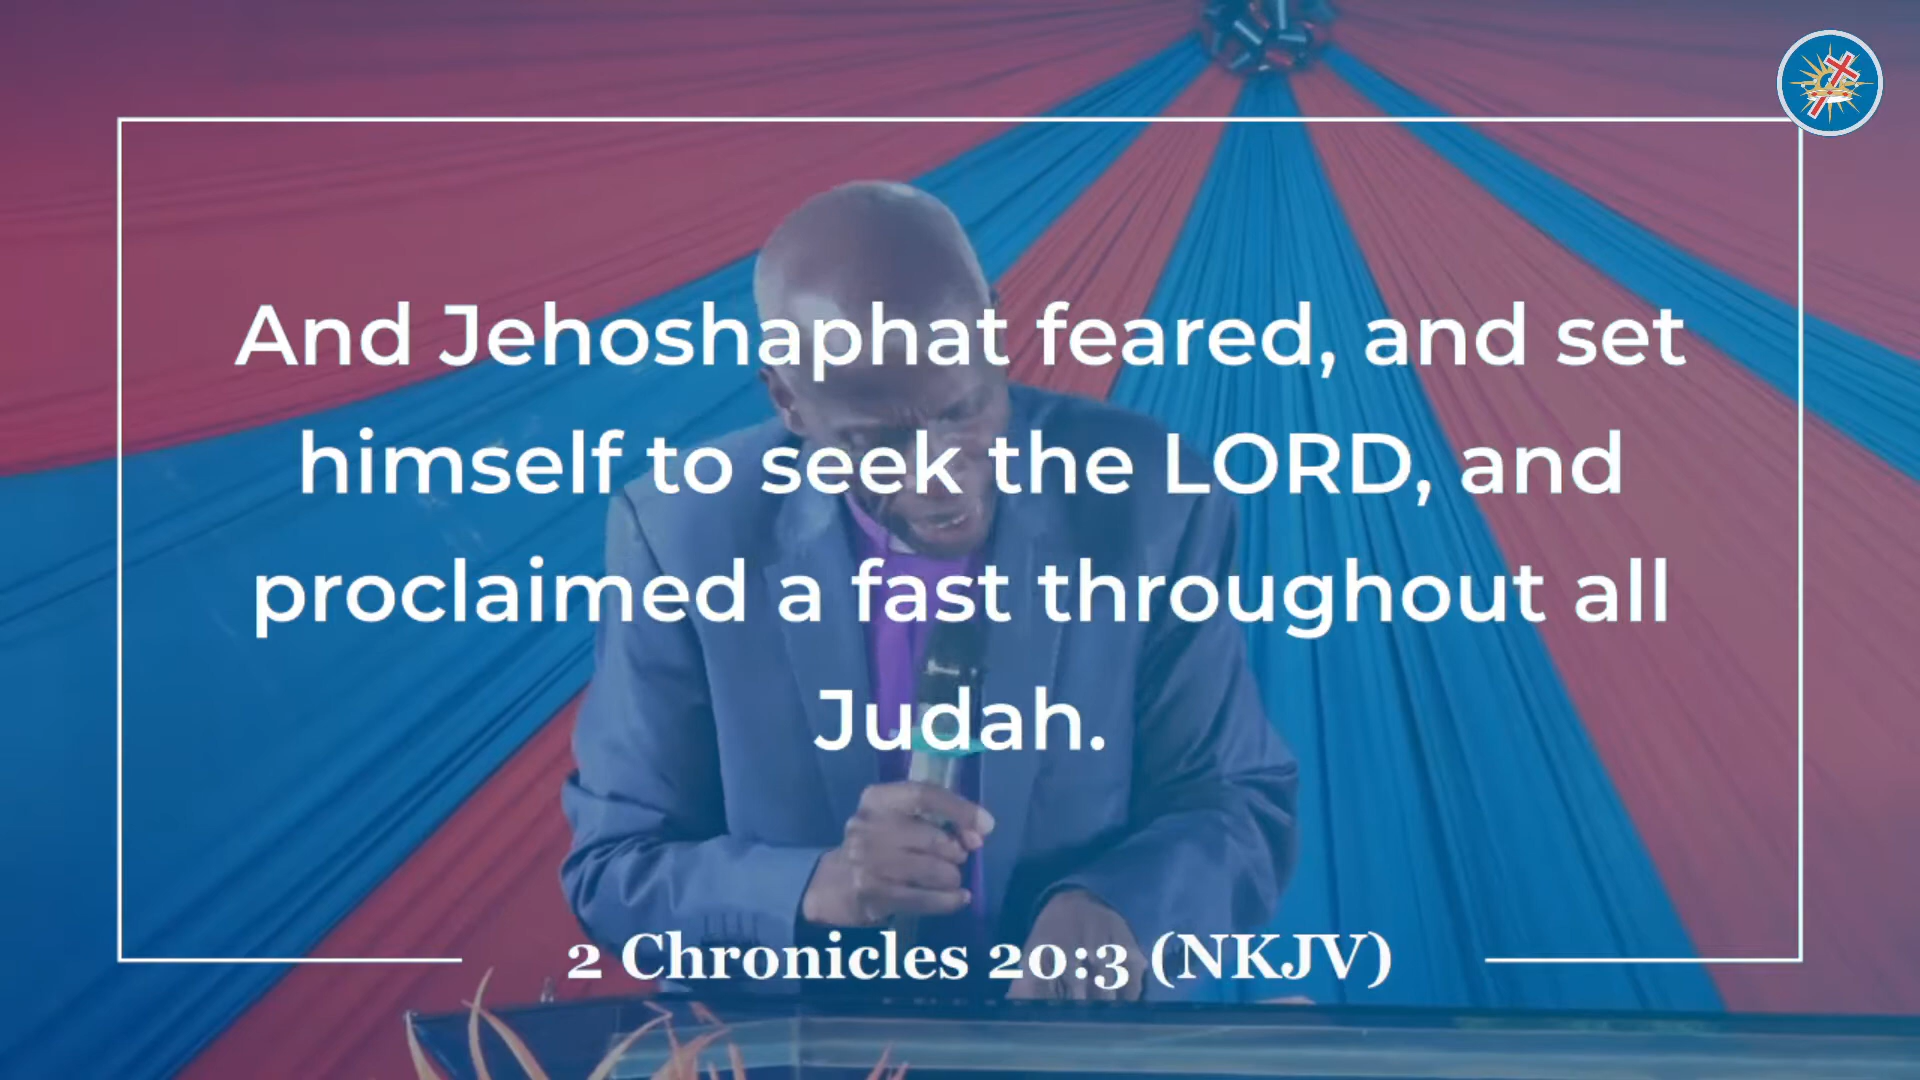 And Jehoshaphat feared, and set
himself to seek the LORD, and
proclaimed a fast throughout all
Judah.
2 Chronicles 20:3 (NKJV)